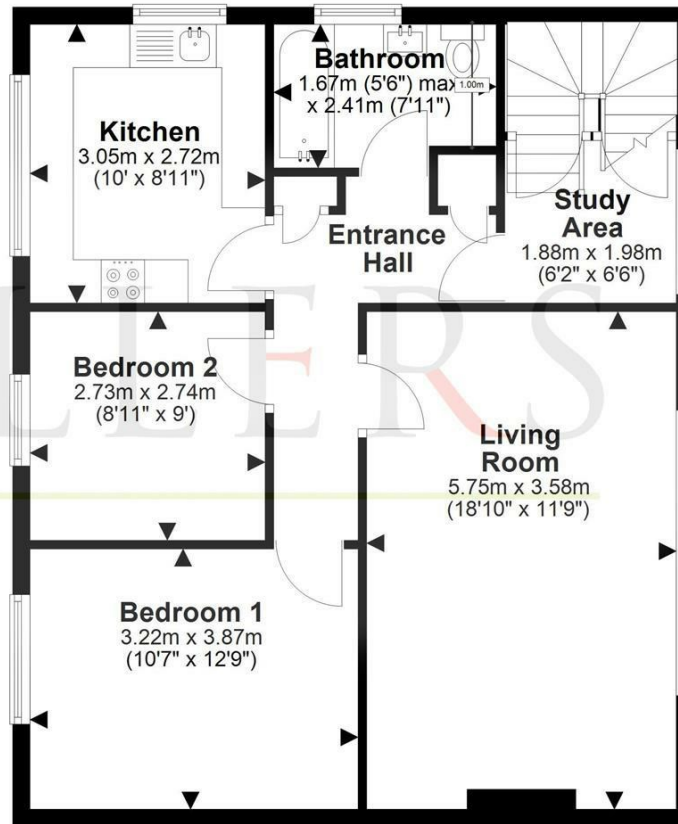 Kitchen
3.05m x 2.72m
(10' x 8'11")
Bathroom
1.67m (5'6") max
x 2.41m (7'11")
1.00m
Entrance
Hall
Study
Area
1.88m x 1.98m
(6'2" x 6'6")
Bedroom 2
2.73m x 2.74m
(8'11" x 9')
Living
Room
5.75m x 3.58m
(18'10" x 11'9")
Bedroom 1
3.22m x 3.87m
(10'7" x 12'9")
LLERS